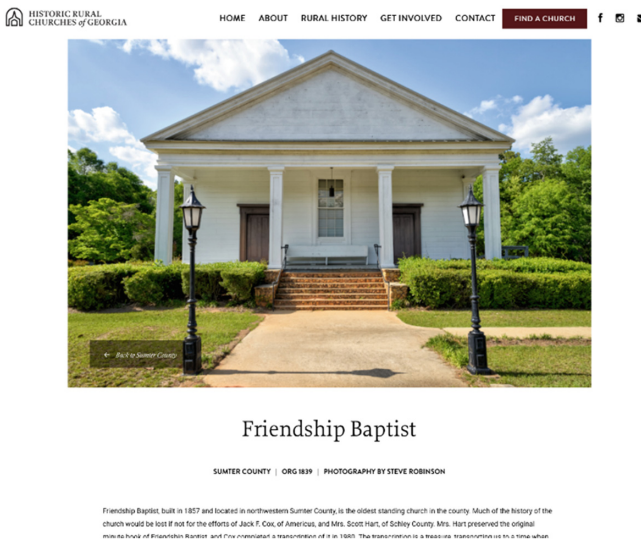 HISTORIC RURAL
CHURCHES of GEORGIA
HOME ABOUT RURAL HISTORY GET INVOLVED CONTACT FIND A CHURCH
← Back to Sumter County
Friendship Baptist
SUMTER COUNTY | ORG 1839 | PHOTOGRAPHY BY STEVE ROBINSON
Friendship Baptist, built in 1857 and located in northwestern Sumter County, is the oldest standing church in the county. Much of the history of the
church would be lost if not for the efforts of Jack F. Cox, of Americus, and Mrs. Scott Hart, of Schley County. Mrs. Hart preserved the original
minute book of Friendship Baptist, and Cox completed a transcription of it in 1980. The transcription is a treasure, transporting us to a time when